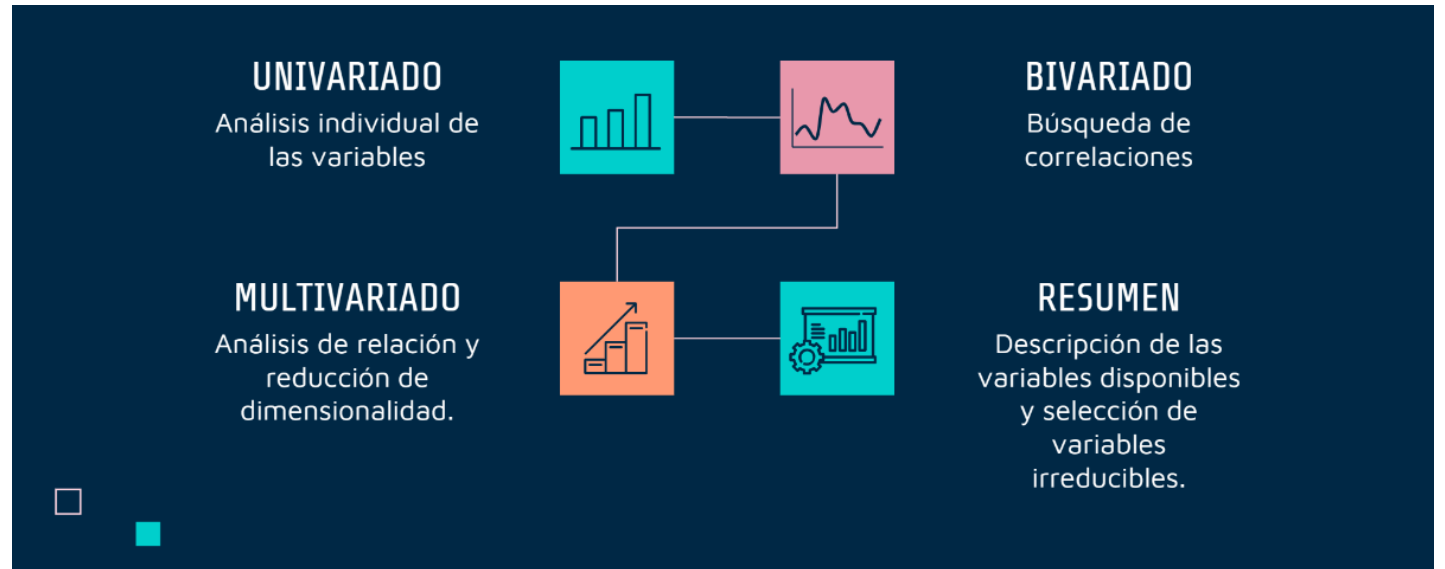 UNIVARIADO
Análisis individual de
las variables
BIVARIADO
Búsqueda de
correlaciones
MULTIVARIADO
Análisis de relación y
reducción de
dimensionalidad.
RESUMEN
Descripción de las
variables disponibles
y selección de
variables
irreducibles.